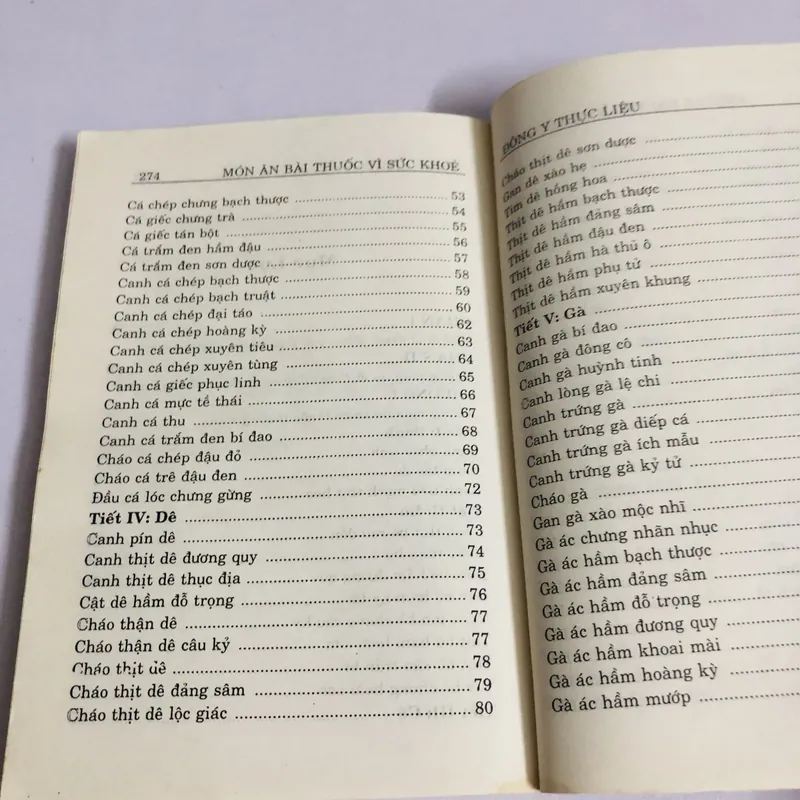 274 MÓN ĂN BÀI THUỐC VÌ SỨC KHOẺ
Cá chép chưng bạch thược 53
Cá giếc chưng trà 54
Cá giếc tán bột 55
Cá trắm đen hầm đậu 56
Cá trắm đen sơn dược 57
Canh cá chép bạch thược 58
Canh cá chép bạch truật 59
Canh cá chép đại táo 60
Canh cá chép hoàng kỳ 62
Canh cá chép xuyên tiêu 63
Canh cá chép xuyên tùng 64
Canh cá giếc phục linh 65
Canh cá mực tề thái 66
Canh cá thu 67
Canh cá trắm đen bí đao 68
Cháo cá chép đậu đỏ 69
Cháo cá trê đậu đen 70
Đầu cá lóc chưng gừng 72
Tiết IV: Dê 73
Canh pín dê 73
Canh thịt dê đương quy 74
Canh thịt dê thục địa 75
Cật dê hầm đỗ trọng 76
Cháo thận dê 77
Cháo thận dê câu kỷ 77
Cháo thịt dê 78
Cháo thịt dê đảng sâm 79
Cháo thịt dê lộc giác 80
ĐÔNG Y THỰC LIỆU
Cháo thịt dê sơn dược
Gan dê xào hẹ
Tim dê hồng hoa
Thịt dê hầm bạch thược
Thịt dê hầm đảng sâm
Thịt dê hầm đậu đen
Thịt dê hầm hà thủ ô
Thịt dê hầm phụ tử
Thịt dê hầm xuyên khung
Tiết V: Gà
Canh gà bí đao
Canh gà đông cô
Canh gà huỳnh tinh
Canh lòng gà lệ chi
Canh trứng gà
Canh trứng gà diếp cá
Canh trứng gà ích mẫu
Canh trứng gà kỷ tử
Cháo gà
Gan gà xào mộc nhĩ
Gà ác chưng nhãn nhục
Gà ác hầm bạch thược
Gà ác hầm đảng sâm
Gà ác hầm đỗ trọng
Gà ác hầm đương quy
Gà ác hầm khoai mài
Gà ác hầm hoàng kỳ
Gà ác hầm mướp